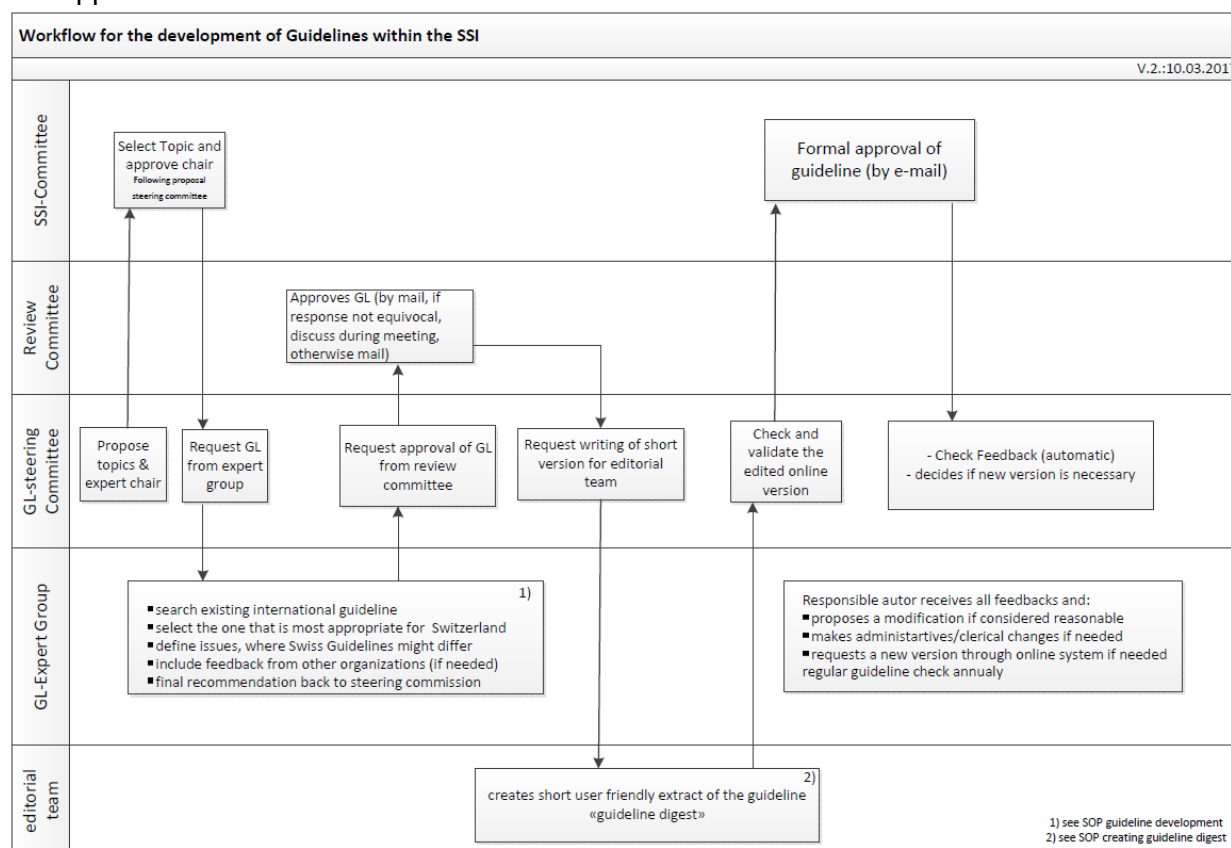 Workflow for the development of Guidelines within the SSI
V.2.:10.03.201
SSI-Committee
Select Topic and
approve chair
Following proposal
steering committee
Formal approval of
guideline (by e-mail)
Review
Committee
Approves GL (by mail, if
response not equivocal,
discuss during meeting,
otherwise mail)
GL-steering
Committee
Propose
topics &
expert chair
Request GL
from expert
group
Request approval of GL
from review
committee
Request writing of short
version for editorial
team
Check and
validate the
edited online
version
- Check Feedback (automatic)
- decides if new version is necessary
GL-Expert Group
1)
▪ search existing international guideline
▪ select the one that is most appropriate for Switzerland
▪ define issues, where Swiss Guidelines might differ
▪ include feedback from other organizations (if needed)
▪ final recommendation back to steering commission
Responsible autor receives all feedbacks and:
▪ proposes a modification if considered reasonable
▪ makes administartives/clerical changes if needed
▪ requests a new version through online system if needed
regular guideline check annualy
editorial
team
2)
creates short user friendly extract of the guideline
«guideline digest»
1) see SOP guideline development
2) see SOP creating guideline digest